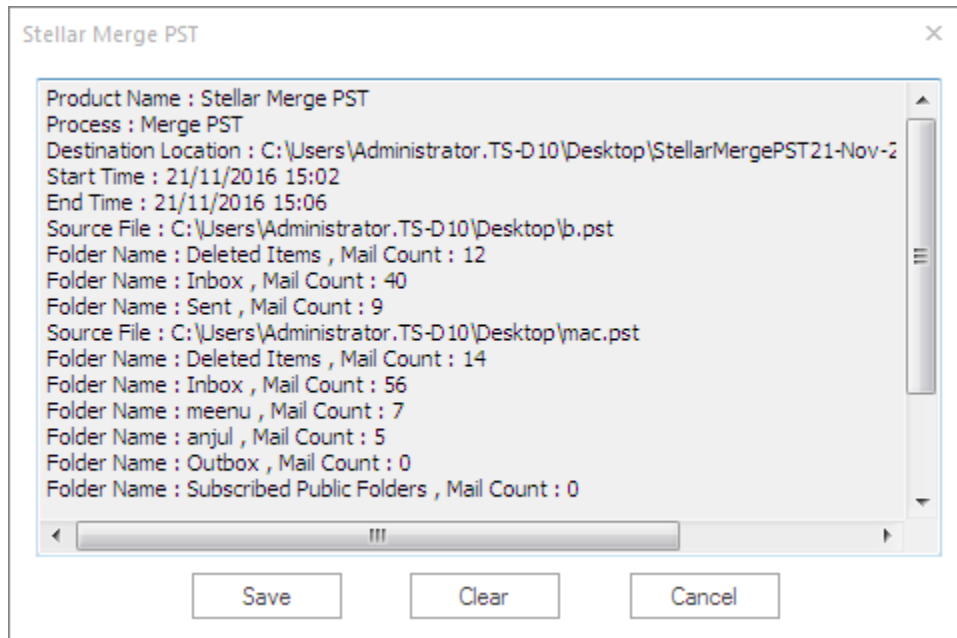 Stellar Merge PST
Product Name : Stellar Merge PST
Process : Merge PST
Destination Location : C:\Users\Administrator.TS-D10\Desktop\StellarMergePST21-Nov-2
Start Time : 21/11/2016 15:02
End Time : 21/11/2016 15:06
Source File : C:\Users\Administrator.TS-D10\Desktop\b.pst
Folder Name : Deleted Items , Mail Count : 12
Folder Name : Inbox , Mail Count : 40
Folder Name : Sent , Mail Count : 9
Source File : C:\Users\Administrator.TS-D10\Desktop\mac.pst
Folder Name : Deleted Items , Mail Count : 14
Folder Name : Inbox , Mail Count : 56
Folder Name : meenu , Mail Count : 7
Folder Name : anjul , Mail Count : 5
Folder Name : Outbox , Mail Count : 0
Folder Name : Subscribed Public Folders , Mail Count : 0
Save Clear Cancel